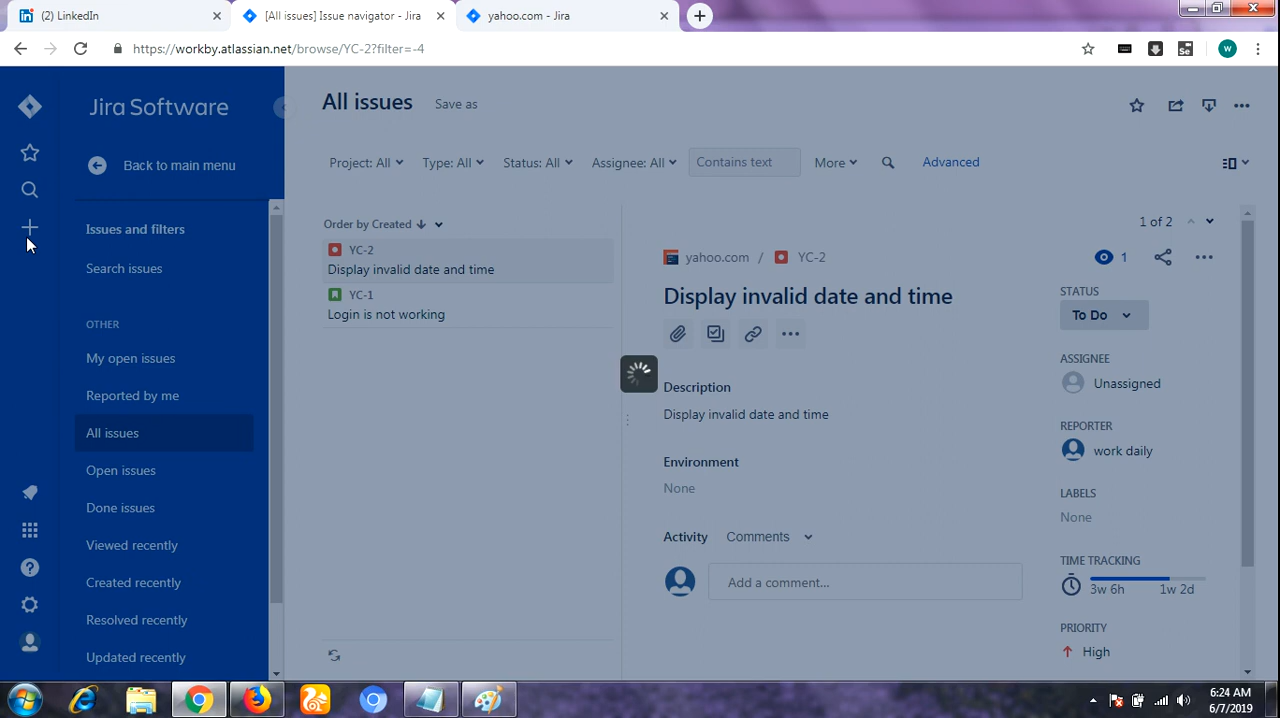 (2) LinkedIn
[All issues] Issue navigator - Jira
yahoo.com - Jira
https://workby.atlassian.net/browse/YC-2?filter=-4
Se
w
Jira Software
Back to main menu
Issues and filters
Search issues
OTHER
My open issues
Reported by me
All issues
Open issues
Done issues
Viewed recently
Created recently
Resolved recently
Updated recently
All issues
Save as
Project: All
Type: All
Status: All
Assignee: All
Contains text
More
Advanced
Order by Created
YC-2
Display invalid date and time
YC-1
Login is not working
1 of 2
yahoo.com / YC-2
1
Display invalid date and time
Description
Display invalid date and time
Environment
None
Activity Comments
Add a comment...
STATUS
To Do
ASSIGNEE
Unassigned
REPORTER
work daily
LABELS
None
TIME TRACKING
3w 6h 1w 2d
PRIORITY
High
6:24 AM
6/7/2019